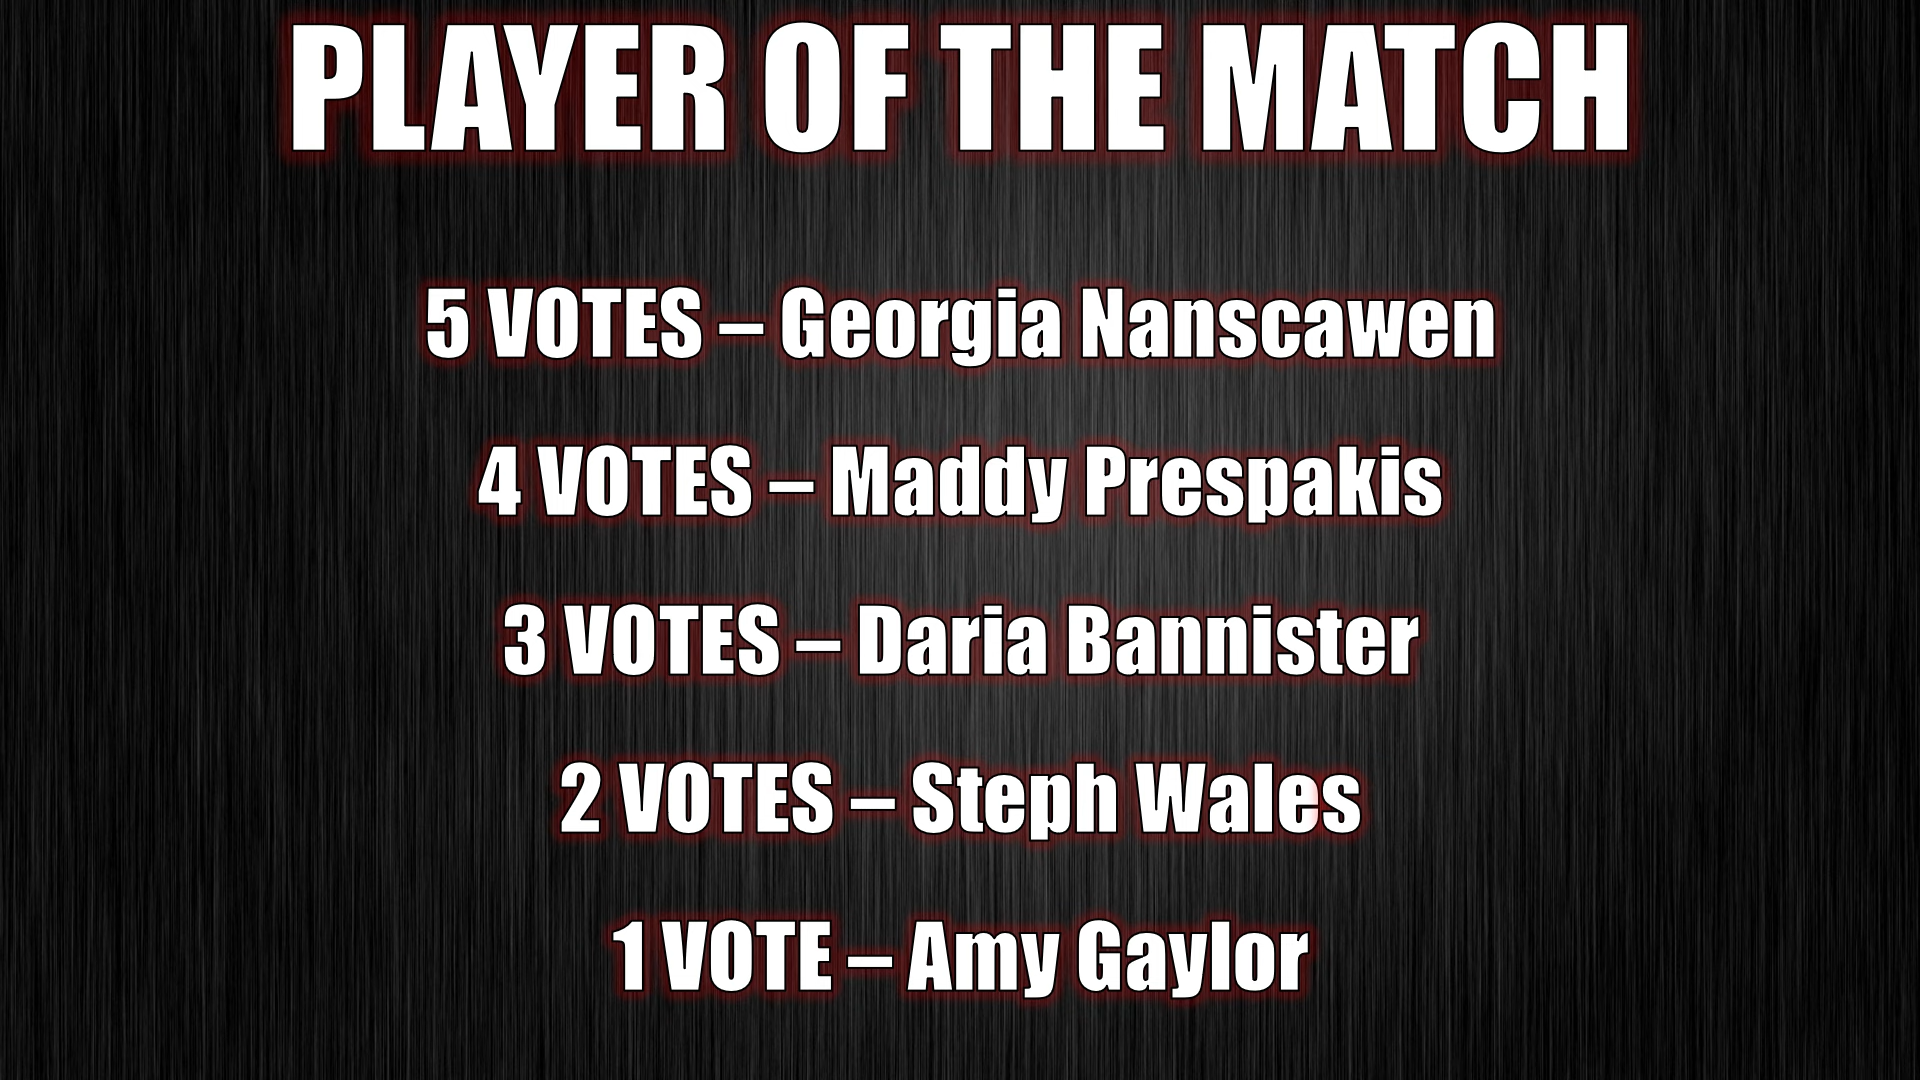 PLAYER OF THE MATCH
5 VOTES – Georgia Nanscawen
4 VOTES – Maddy Prespakis
3 VOTES – Daria Bannister
2 VOTES – Steph Wales
1 VOTE – Amy Gaylor